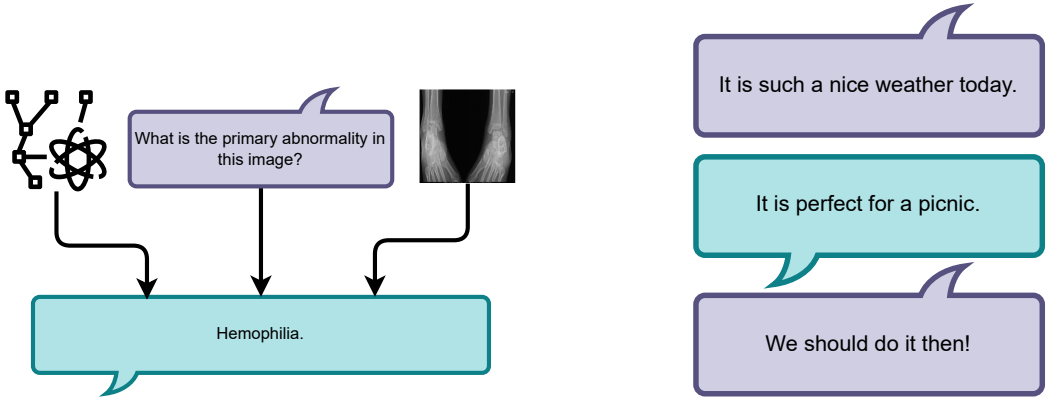 What is the primary abnormality in
this image?
Hemophilia.
It is such a nice weather today.
It is perfect for a picnic.
We should do it then!